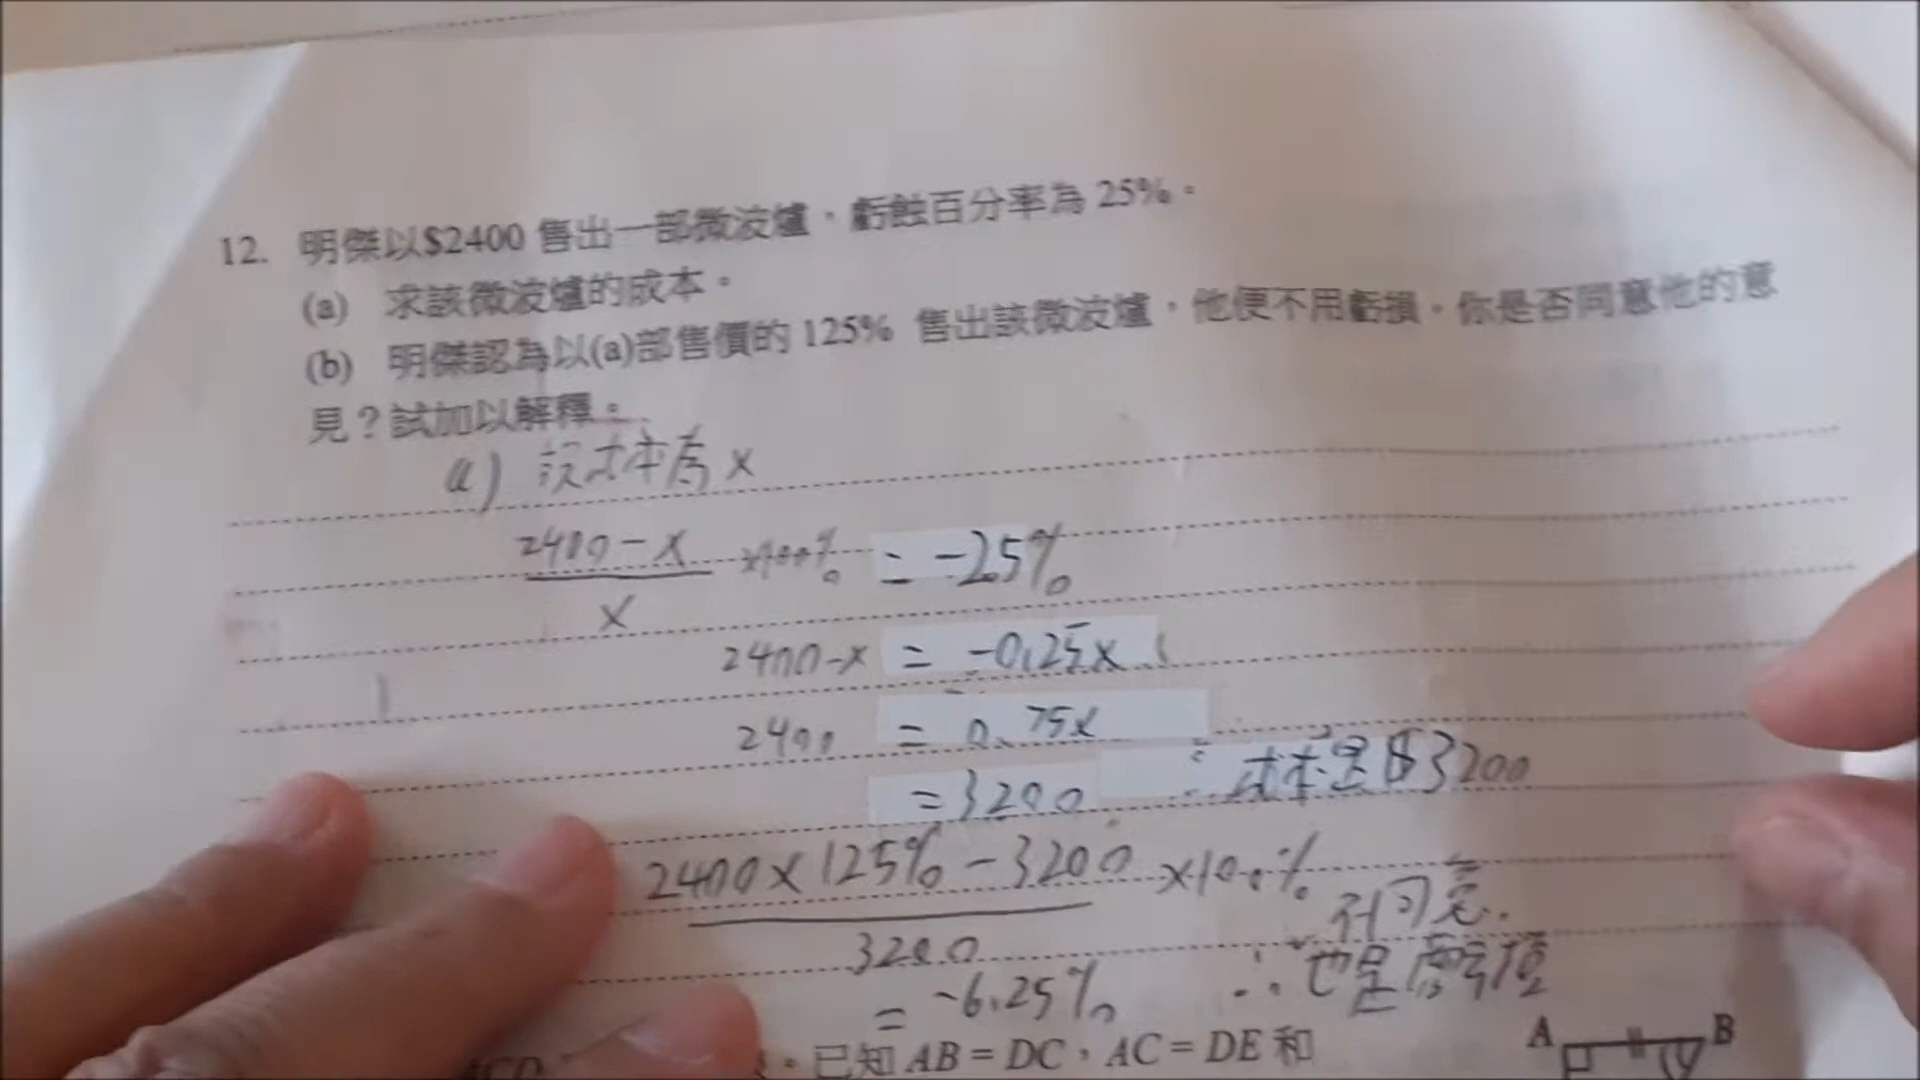 12. 明傑以$2400 售出一部微波爐,虧蝕百分率為 25%。
(a) 求該微波爐的成本。
(b) 明傑認為以(a)部售價的 125% 售出該微波爐,他便不用虧損。你是否同意他的意
見?試加以解釋。
a) 設成本為 x
2400-x / x ×100% = -25%
2400-x = -0.25x
2400 = 0.75x
=3200 ∴ 成本是$3200
2400×125%-3200 / 3200 ×100%
不同意.
= -6.25% ∴ 也是虧損
已知 AB = DC,AC = DE 和
A B